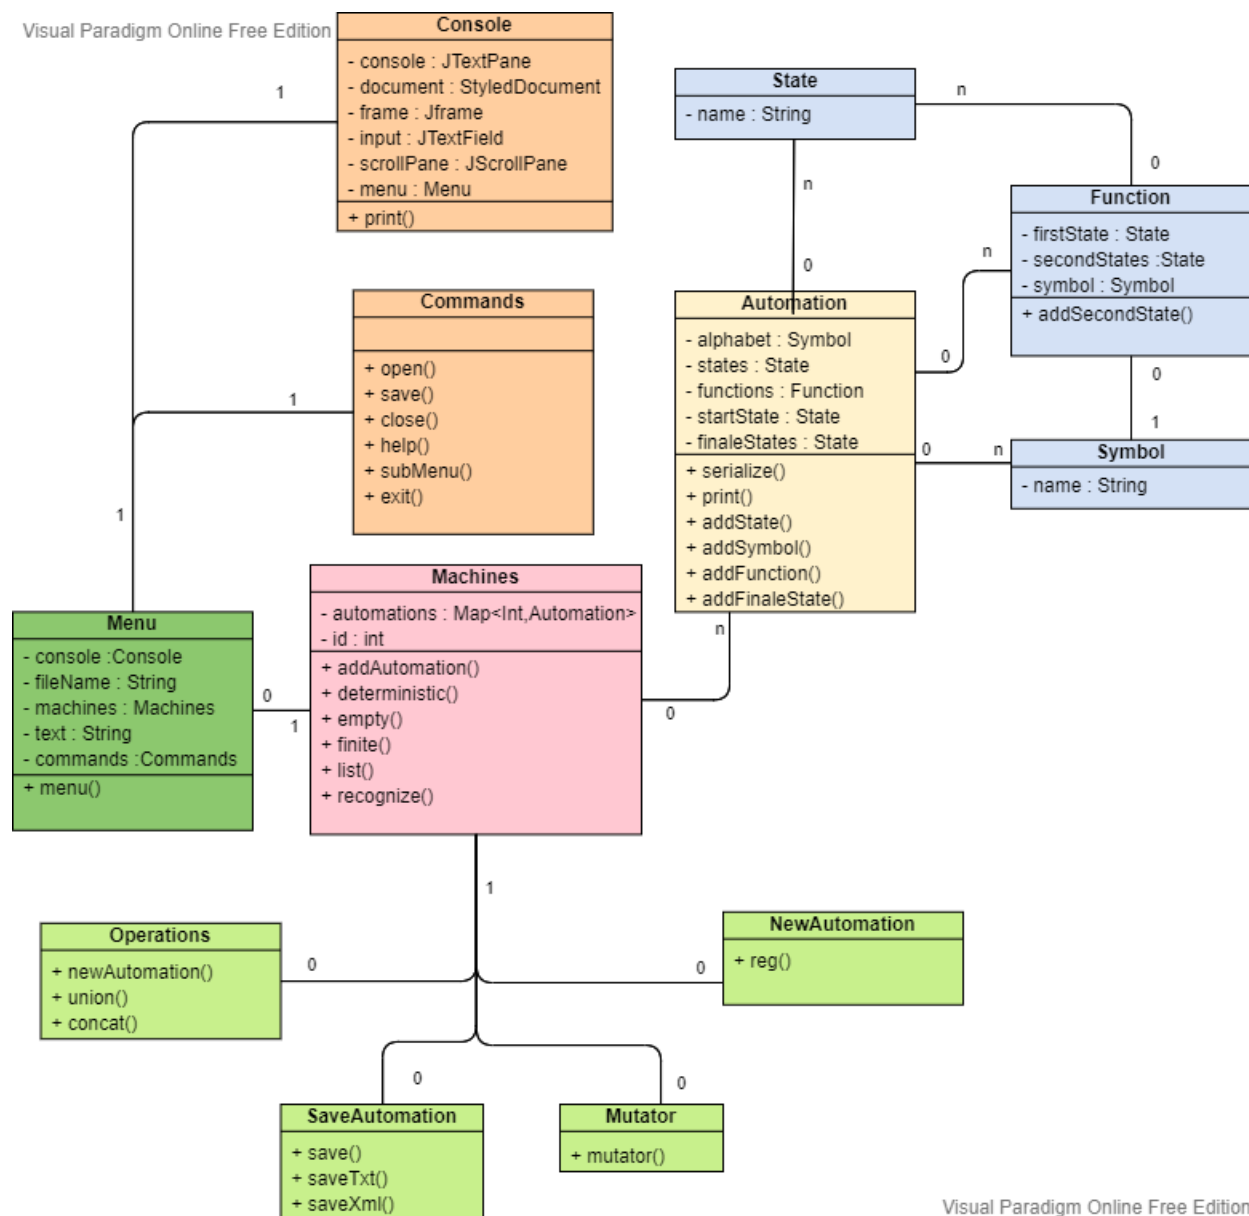 Visual Paradigm Online Free Edition
Console
- console : JTextPane
- document : StyledDocument
- frame : Jframe
- input : JTextField
- scrollPane : JScrollPane
- menu : Menu
+ print()
1
State
- name : String
n
0
n
0
Function
- firstState : State
- secondStates :State
- symbol : Symbol
+ addSecondState()
n
0
Commands
+ open()
+ save()
+ close()
+ help()
+ subMenu()
+ exit()
1
1
Automation
- alphabet : Symbol
- states : State
- functions : Function
- startState : State
- finaleStates : State
+ serialize()
+ print()
+ addState()
+ addSymbol()
+ addFunction()
+ addFinaleState()
0
1
0
n
Symbol
- name : String
Menu
- console :Console
- fileName : String
- machines : Machines
- text : String
- commands :Commands
+ menu()
0
1
Machines
- automations : Map<Int,Automation>
- id : int
+ addAutomation()
+ deterministic()
+ empty()
+ finite()
+ list()
+ recognize()
n
0
1
Operations
+ newAutomation()
+ union()
+ concat()
0
0
NewAutomation
+ reg()
0
0
SaveAutomation
+ save()
+ saveTxt()
+ saveXml()
Mutator
+ mutator()
Visual Paradigm Online Free Edition